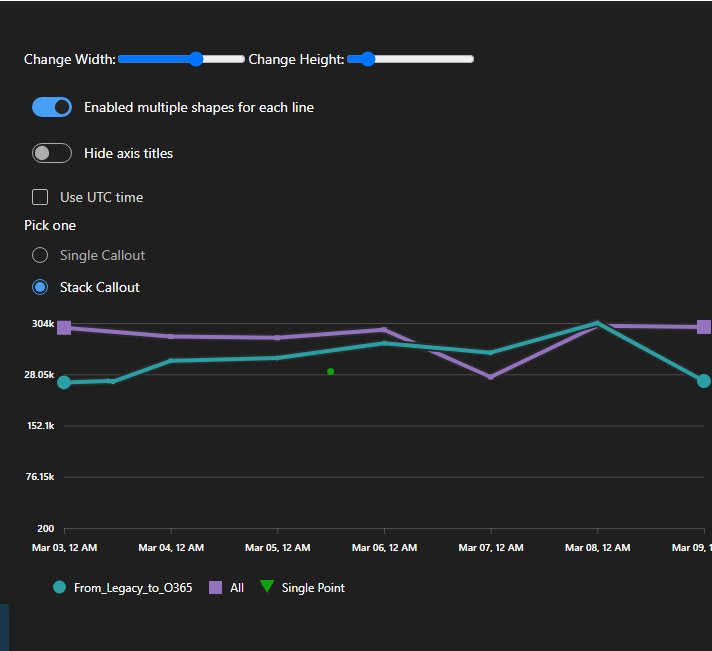 Change Width: Change Height:
Enabled multiple shapes for each line
Hide axis titles
Use UTC time
Pick one
Single Callout
Stack Callout
304k
28.05k
152.1k
76.15k
200
Mar 03, 12 AM Mar 04, 12 AM Mar 05, 12 AM Mar 06, 12 AM Mar 07, 12 AM Mar 08, 12 AM Mar 09, 1
From_Legacy_to_O365 All Single Point